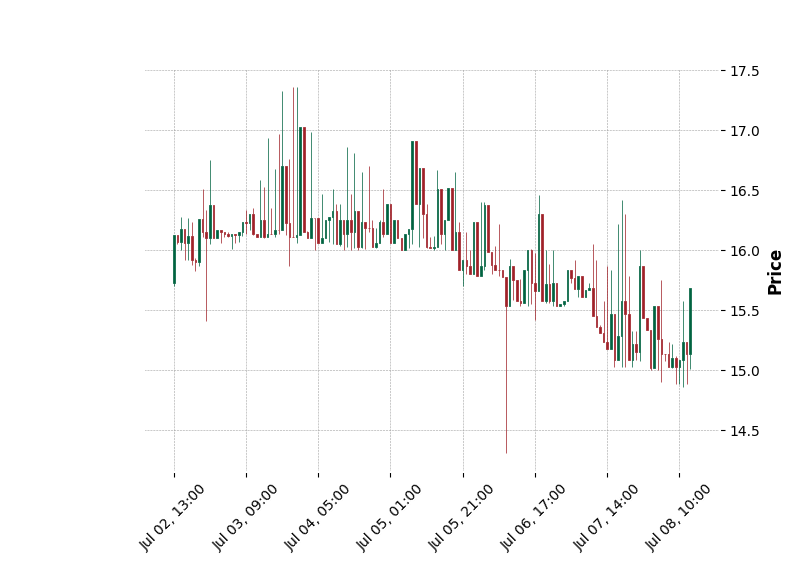 17.5
17.0
16.5
16.0
15.5
15.0
14.5
Price
Jul 02, 13:00
Jul 03, 09:00
Jul 04, 05:00
Jul 05, 01:00
Jul 05, 21:00
Jul 06, 17:00
Jul 07, 14:00
Jul 08, 10:00